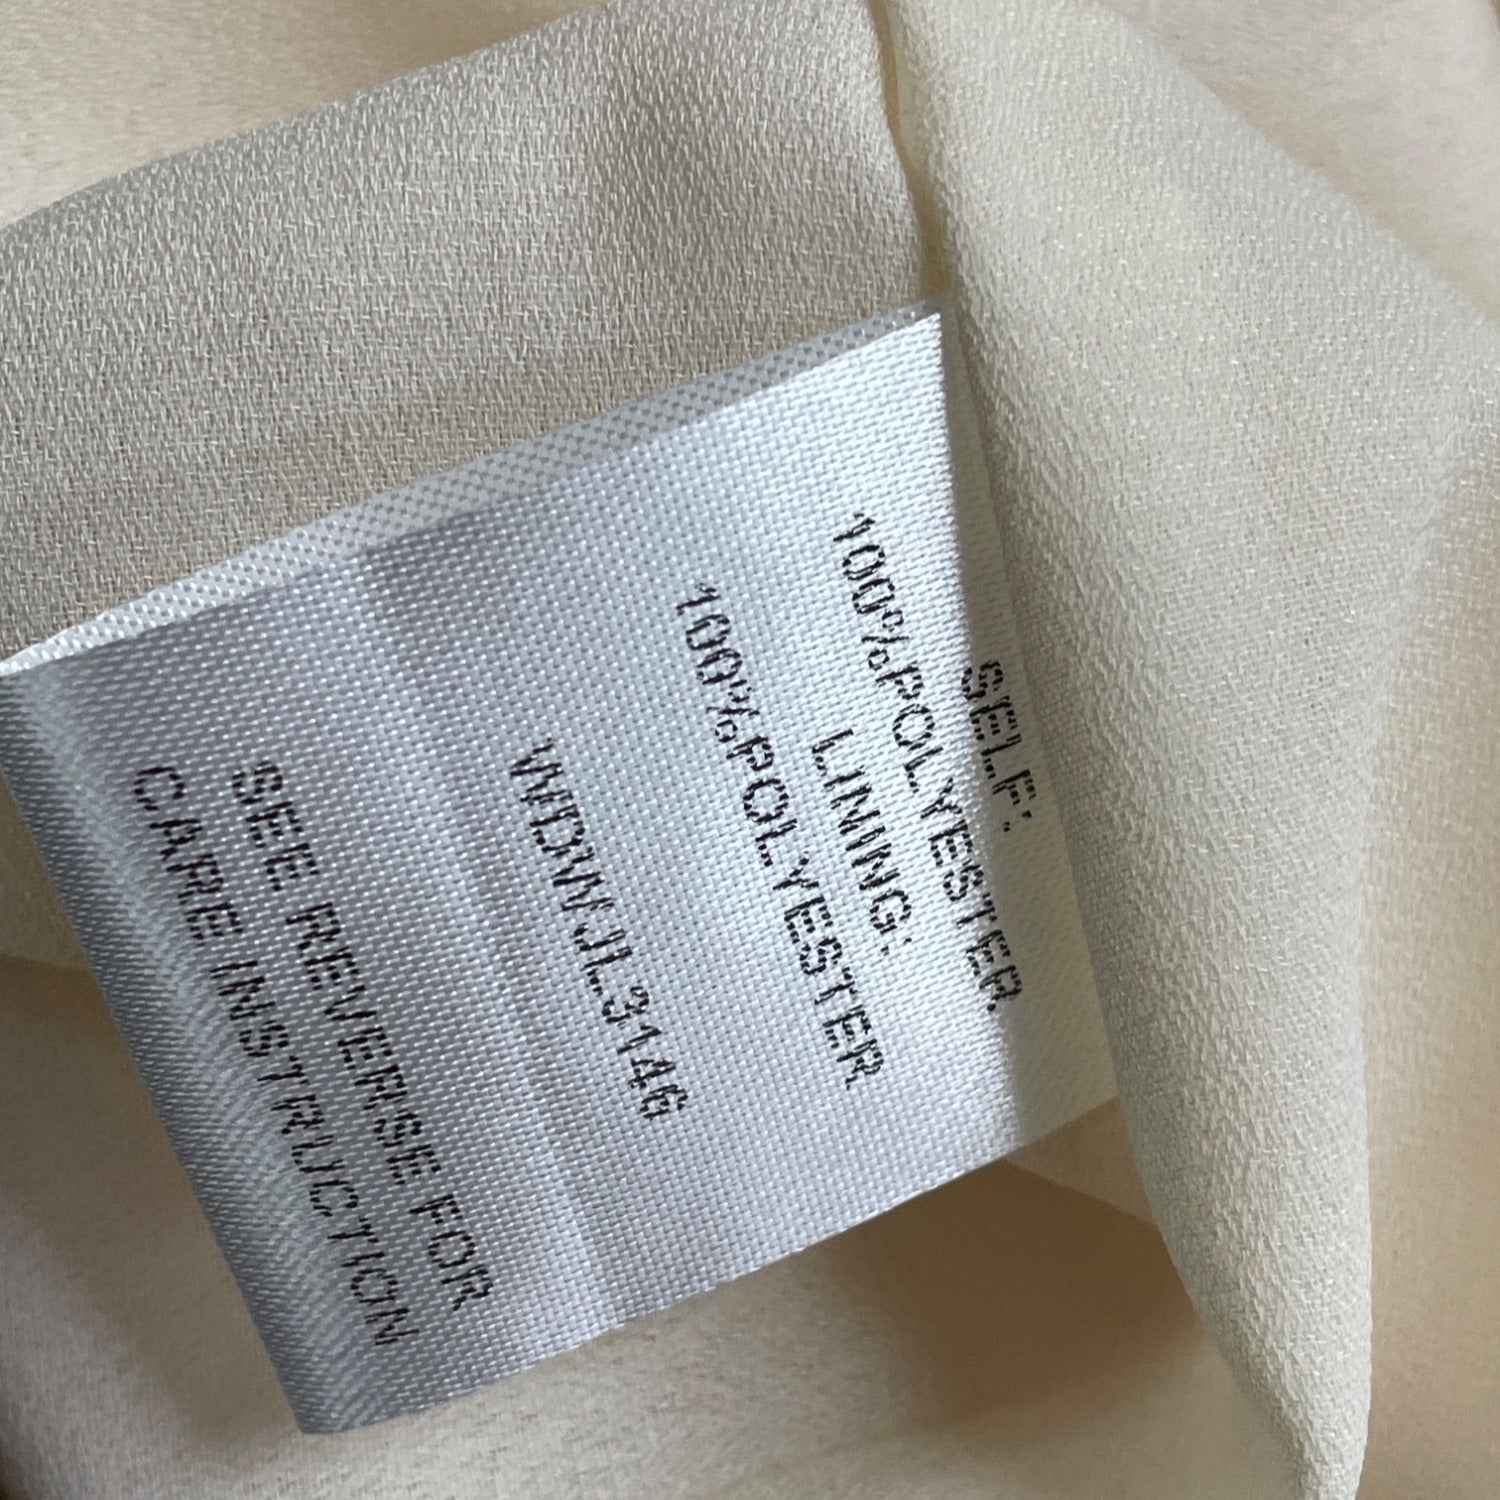 SELF:
100%POLYESTER
LINING:
100%POLYESTER
WDWJL3146
SEE REVERSE FOR
CARE INSTRUCTION